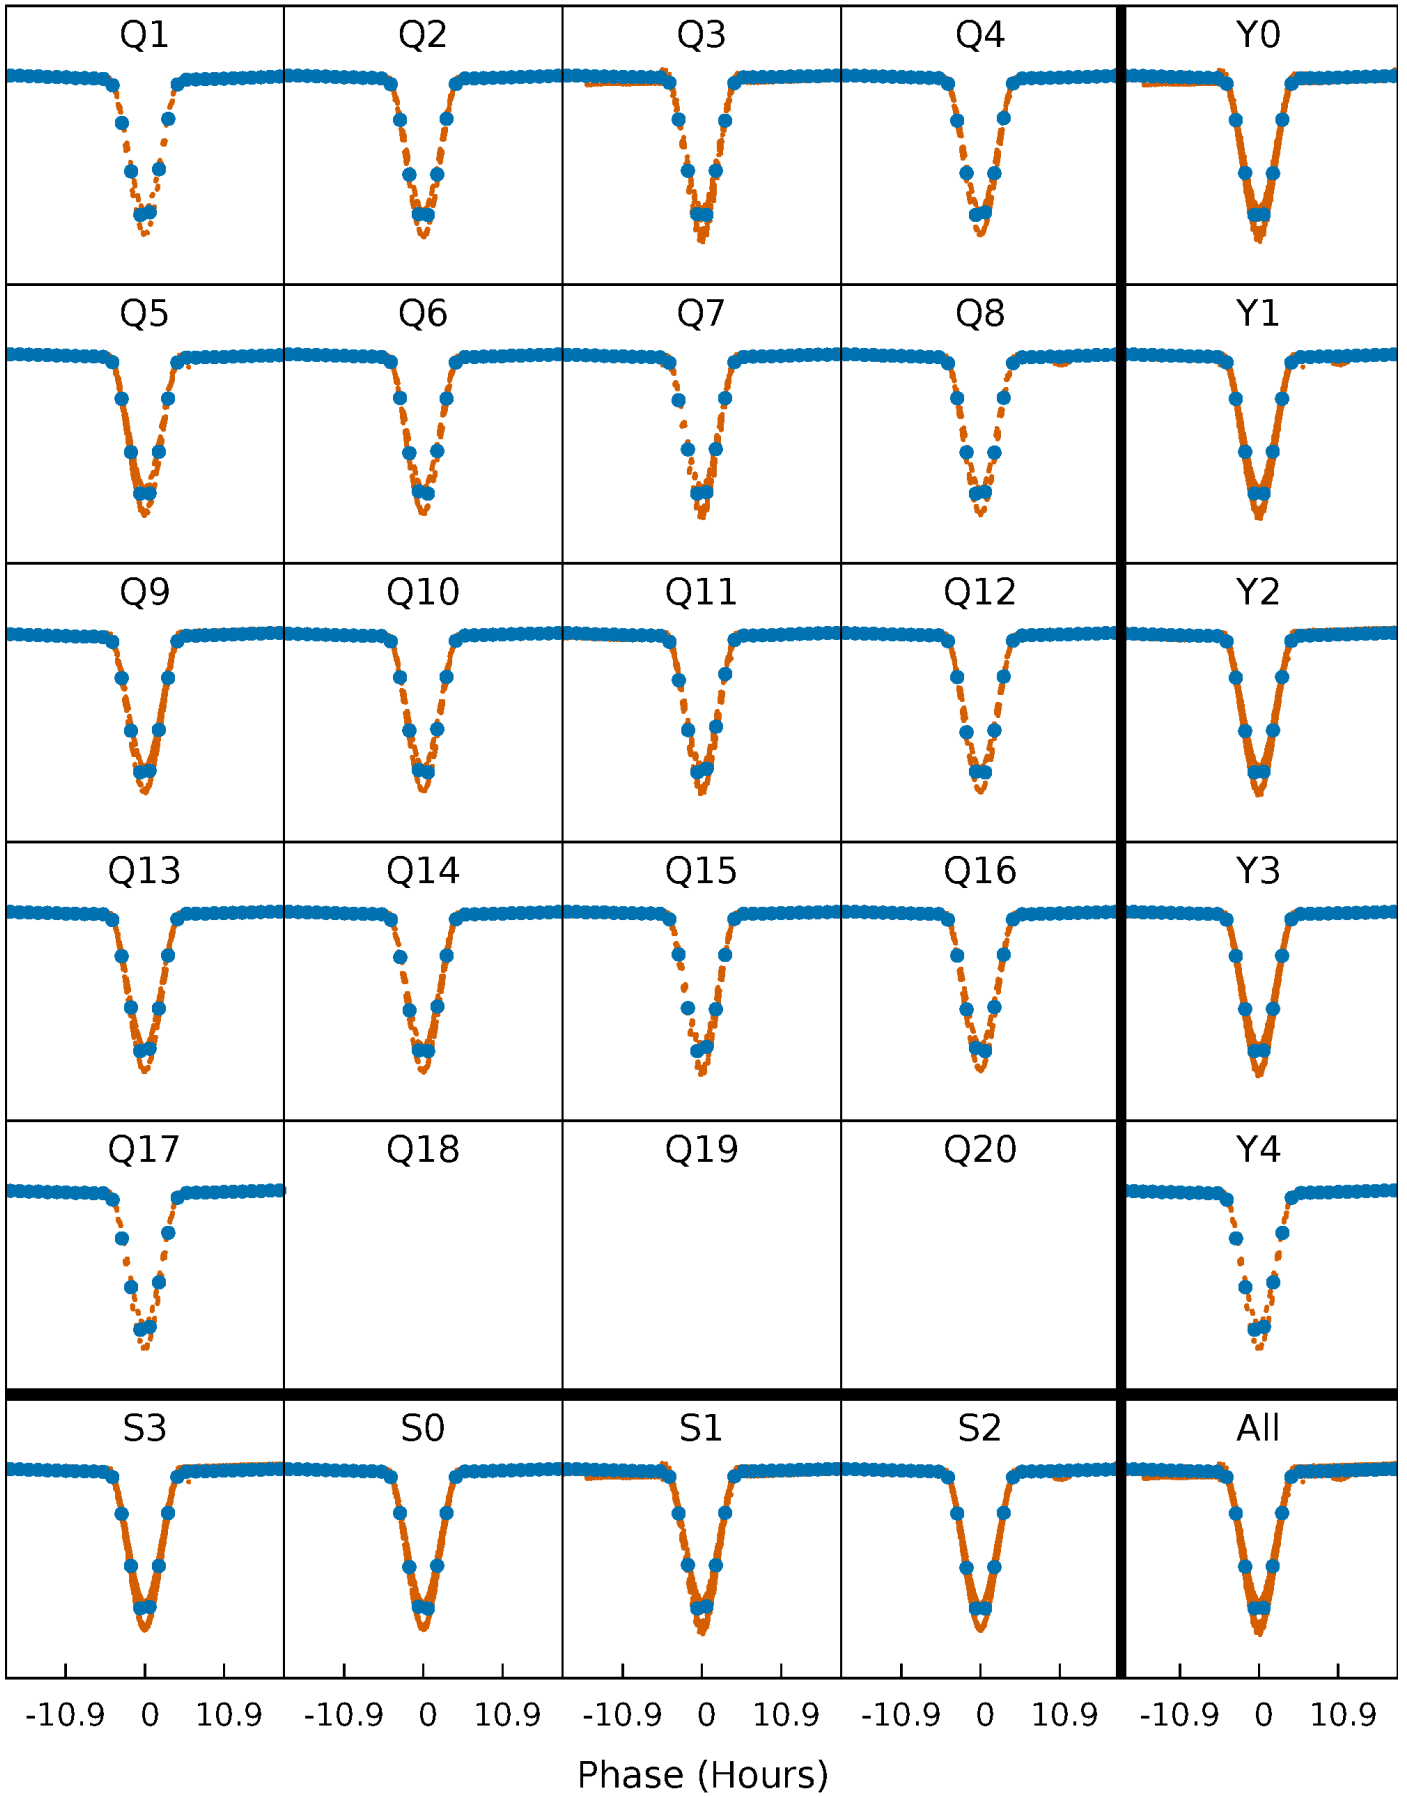 Q1 Q2 Q3 Q4 Y0
Q5 Q6 Q7 Q8 Y1
Q9 Q10 Q11 Q12 Y2
Q13 Q14 Q15 Q16 Y3
Q17 Q18 Q19 Q20 Y4
S3 S0 S1 S2 All
-10.9 0 10.9 -10.9 0 10.9 -10.9 0 10.9 -10.9 0 10.9 -10.9 0 10.9
Phase (Hours)